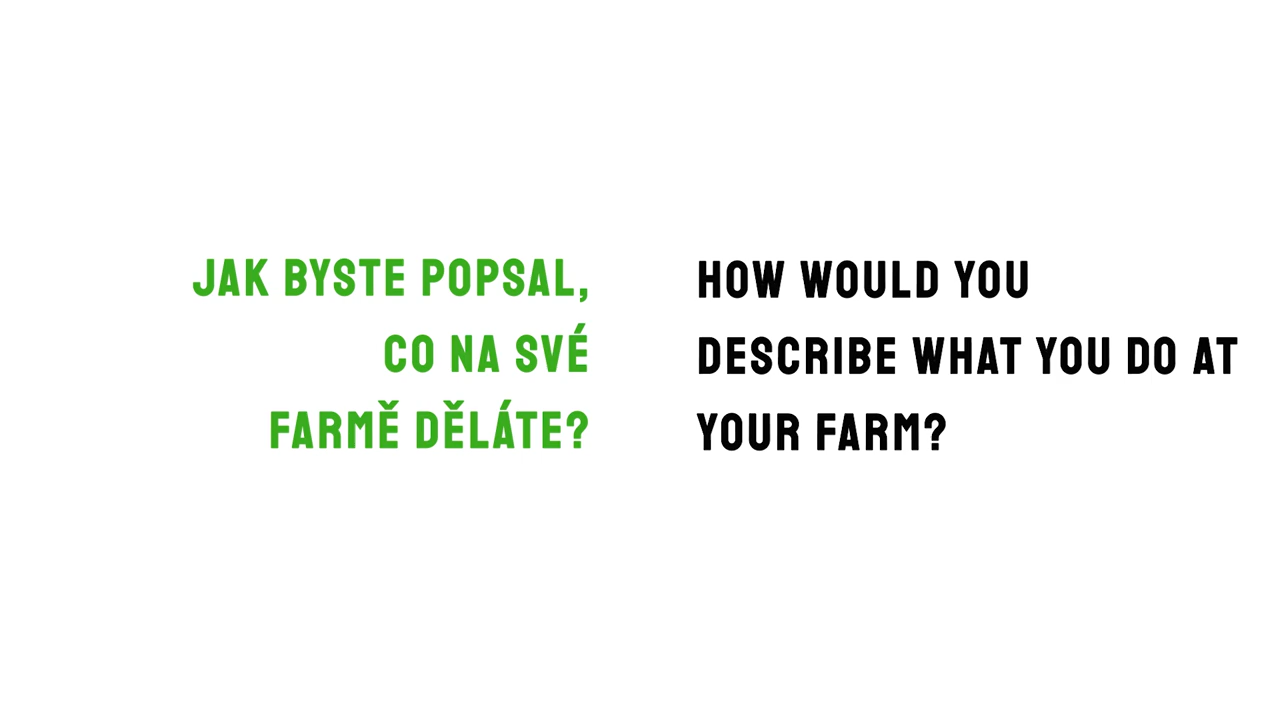 JAK BYSTE POPSAL,
CO NA SVÉ
FARMĚ DĚLÁTE?
HOW WOULD YOU
DESCRIBE WHAT YOU DO AT
YOUR FARM?